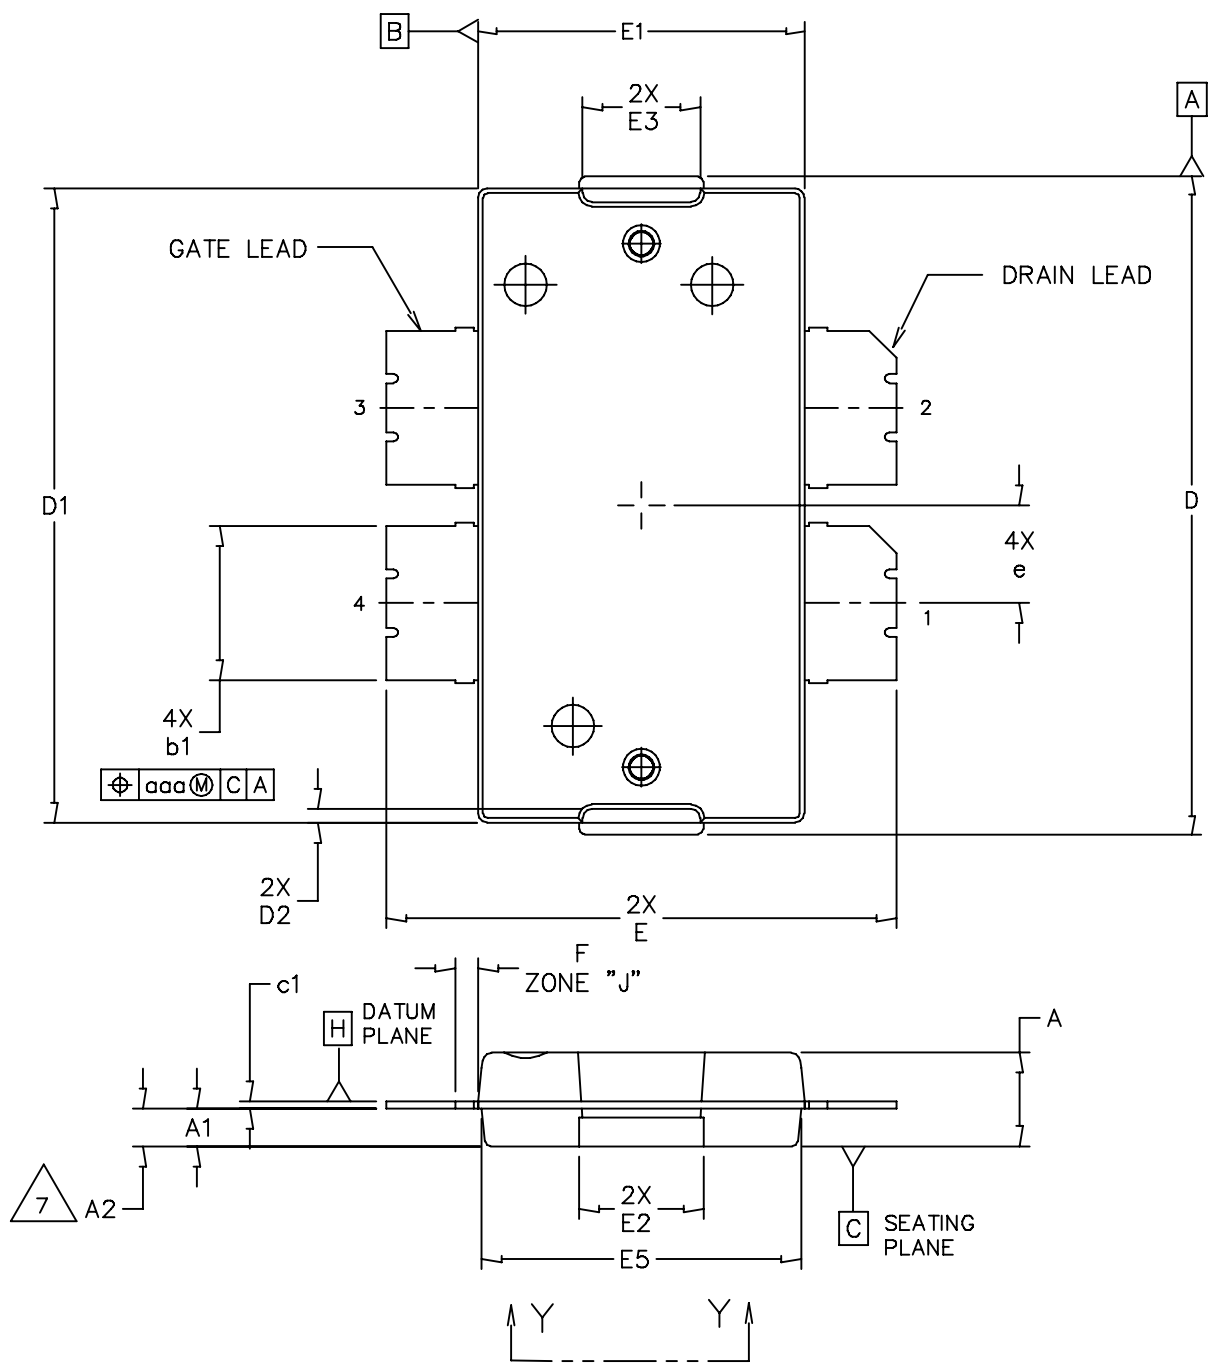 B
E1
2X
E3
A
GATE LEAD
DRAIN LEAD
3
2
D1
D
4X
e
4
1
4X
b1
⌖ aaa Ⓜ C A
2X
D2
2X
E
F
ZONE "J"
c1
H
DATUM
PLANE
A
A1
7
A2
2X
E2
C
SEATING
PLANE
E5
Y
Y